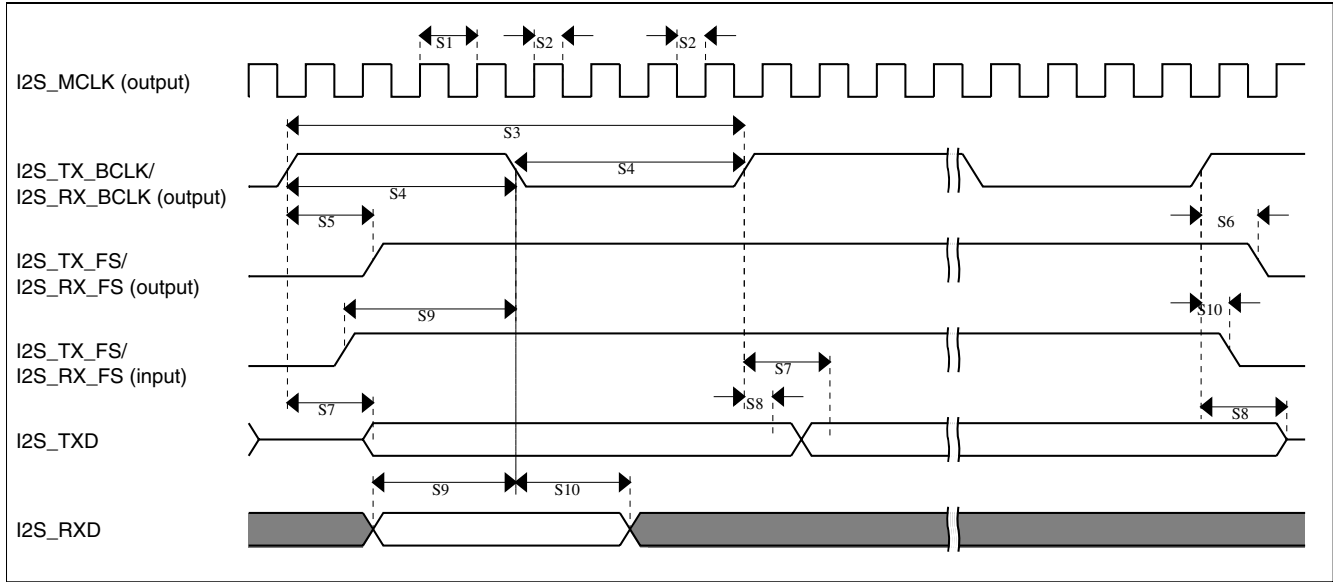 S1
S2
S2
I2S_MCLK (output)
S3
I2S_TX_BCLK/
I2S_RX_BCLK (output)
S4
S4
S5
S6
I2S_TX_FS/
I2S_RX_FS (output)
S9
S10
I2S_TX_FS/
I2S_RX_FS (input)
S7
S7
S8
S8
I2S_TXD
S9
S10
I2S_RXD